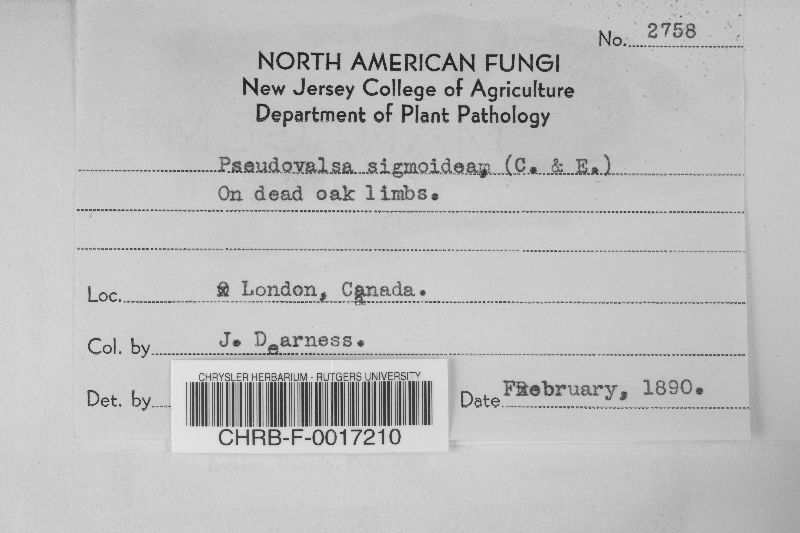 No. 2758
NORTH AMERICAN FUNGI
New Jersey College of Agriculture
Department of Plant Pathology
Pseudovalsa sigmoidea, (C. & E.)
On dead oak limbs.
Loc. London, Canada.
Col. by J. Dearness.
Det. by
Date February, 1890.
CHRYSLER HERBARIUM - RUTGERS UNIVERSITY
CHRB-F-0017210